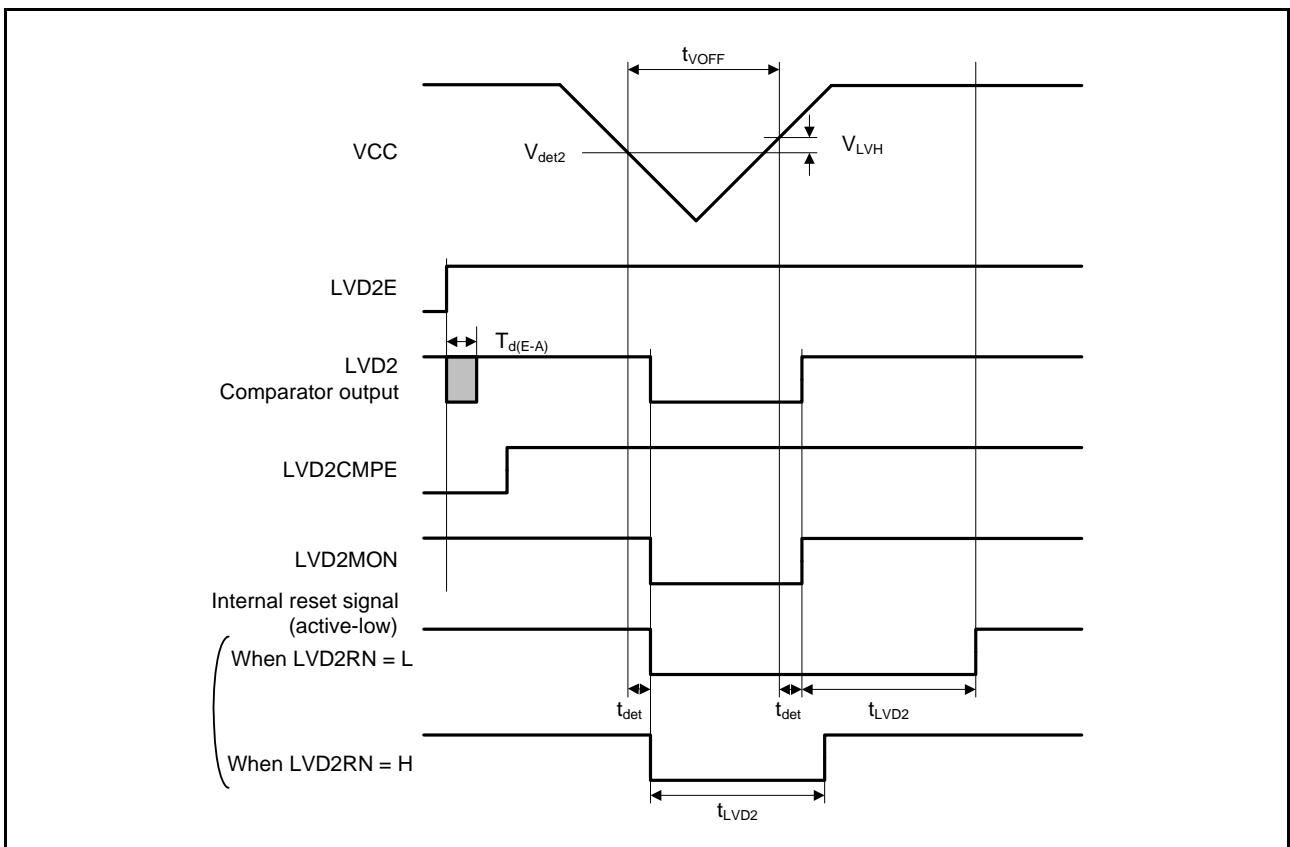 tVOFF
VCC
Vdet2
VLVH
LVD2E
Td(E-A)
LVD2
Comparator output
LVD2CMPE
LVD2MON
Internal reset signal
(active-low)
When LVD2RN = L
tdet
tdet
tLVD2
When LVD2RN = H
tLVD2